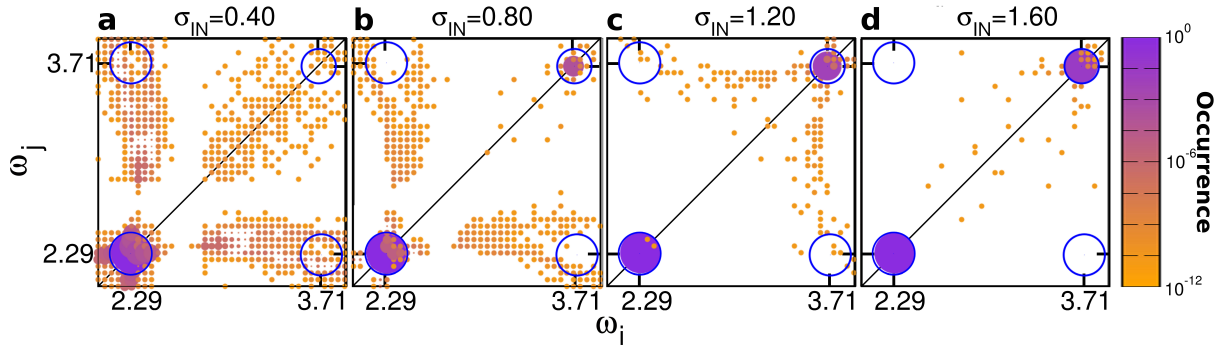 a σIN=0.40
b σIN=0.80
c σIN=1.20
d σIN=1.60
3.71
2.29
ωj
2.29 3.71
2.29 3.71
2.29 3.71
2.29 3.71
ωi
10^0
10^-6
10^-12
Occurrence